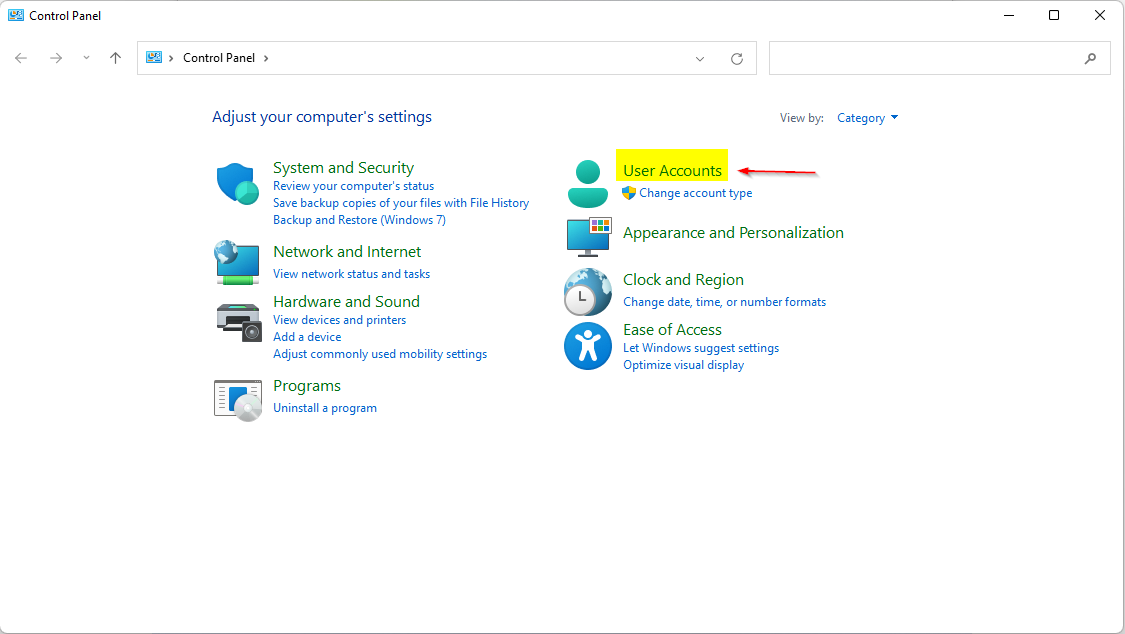 Control Panel
Control Panel
Adjust your computer's settings
View by: Category
System and Security
Review your computer's status
Save backup copies of your files with File History
Backup and Restore (Windows 7)
Network and Internet
View network status and tasks
Hardware and Sound
View devices and printers
Add a device
Adjust commonly used mobility settings
Programs
Uninstall a program
User Accounts
Change account type
Appearance and Personalization
Clock and Region
Change date, time, or number formats
Ease of Access
Let Windows suggest settings
Optimize visual display